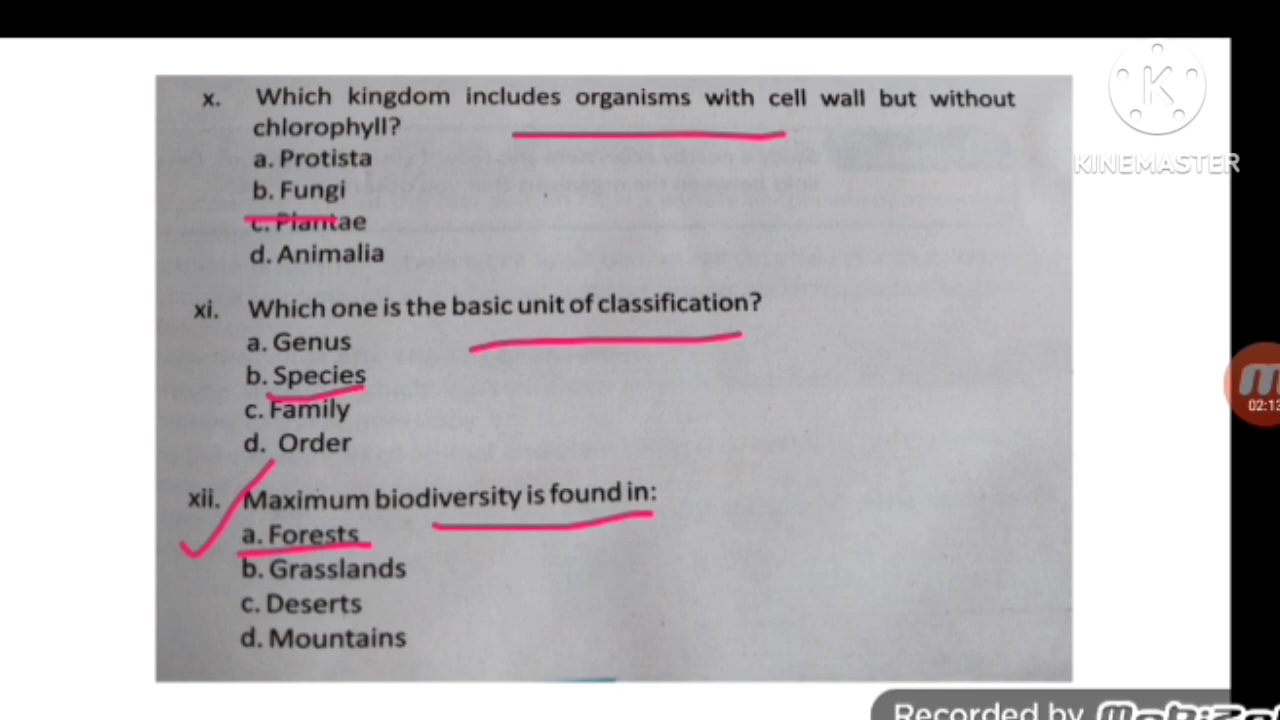 x. Which kingdom includes organisms with cell wall but without
chlorophyll?
a. Protista
b. Fungi
c. Plantae
d. Animalia
xi. Which one is the basic unit of classification?
a. Genus
b. Species
c. Family
d. Order
xii. Maximum biodiversity is found in:
a. Forests
b. Grasslands
c. Deserts
d. Mountains
K
KINEMASTER
02:13
Recorded by